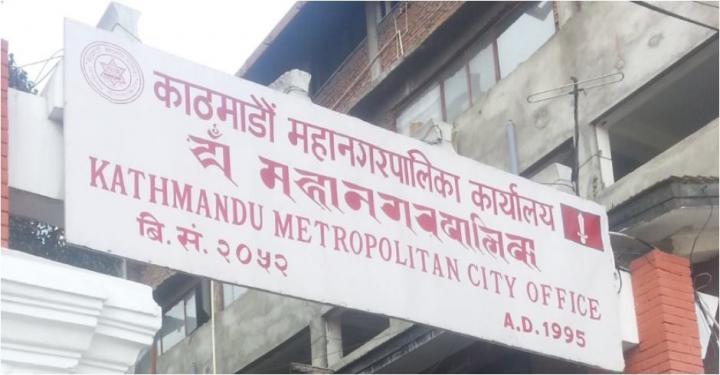 काठमाडौं महानगरपालिका कार्यालय
KATHMANDU METROPOLITAN CITY OFFICE
बि. सं. २०५२
A.D. 1995